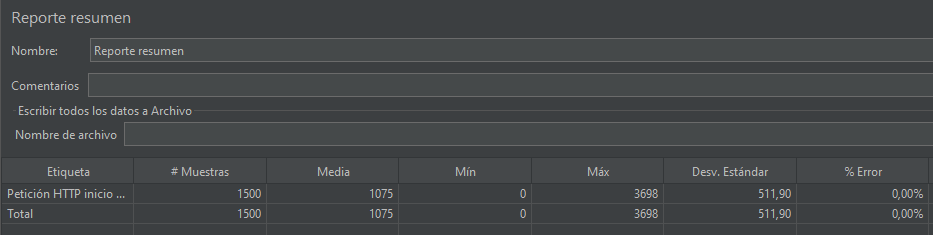 Reporte resumen
Nombre: Reporte resumen
Comentarios
Escribir todos los datos a Archivo
Nombre de archivo
Etiqueta # Muestras Media Mín Máx Desv. Estándar % Error
Petición HTTP inicio ... 1500 1075 0 3698 511,90 0,00%
Total 1500 1075 0 3698 511,90 0,00%